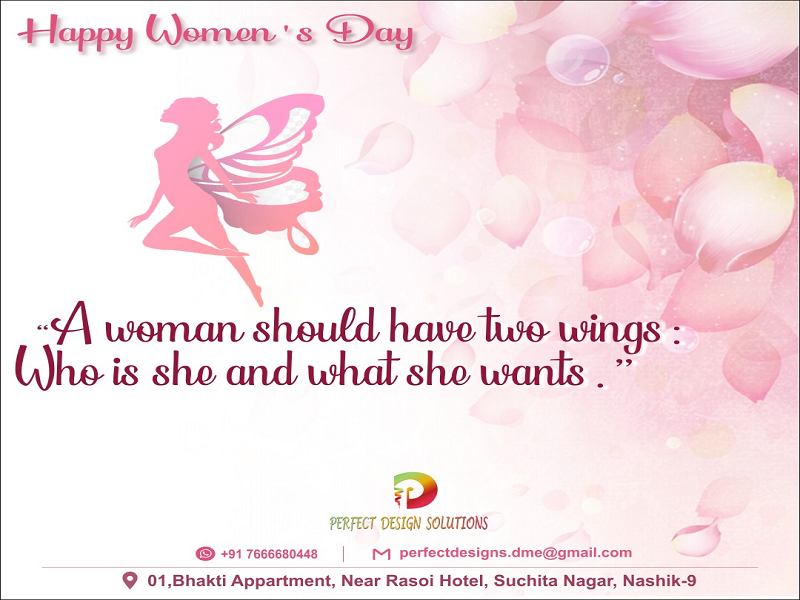 Happy Women's Day
“A woman should have two wings :
Who is she and what she wants . ”
PERFECT DESIGN SOLUTIONS
+91 7666680448 | perfectdesigns.dme@gmail.com
01,Bhakti Appartment, Near Rasoi Hotel, Suchita Nagar, Nashik-9